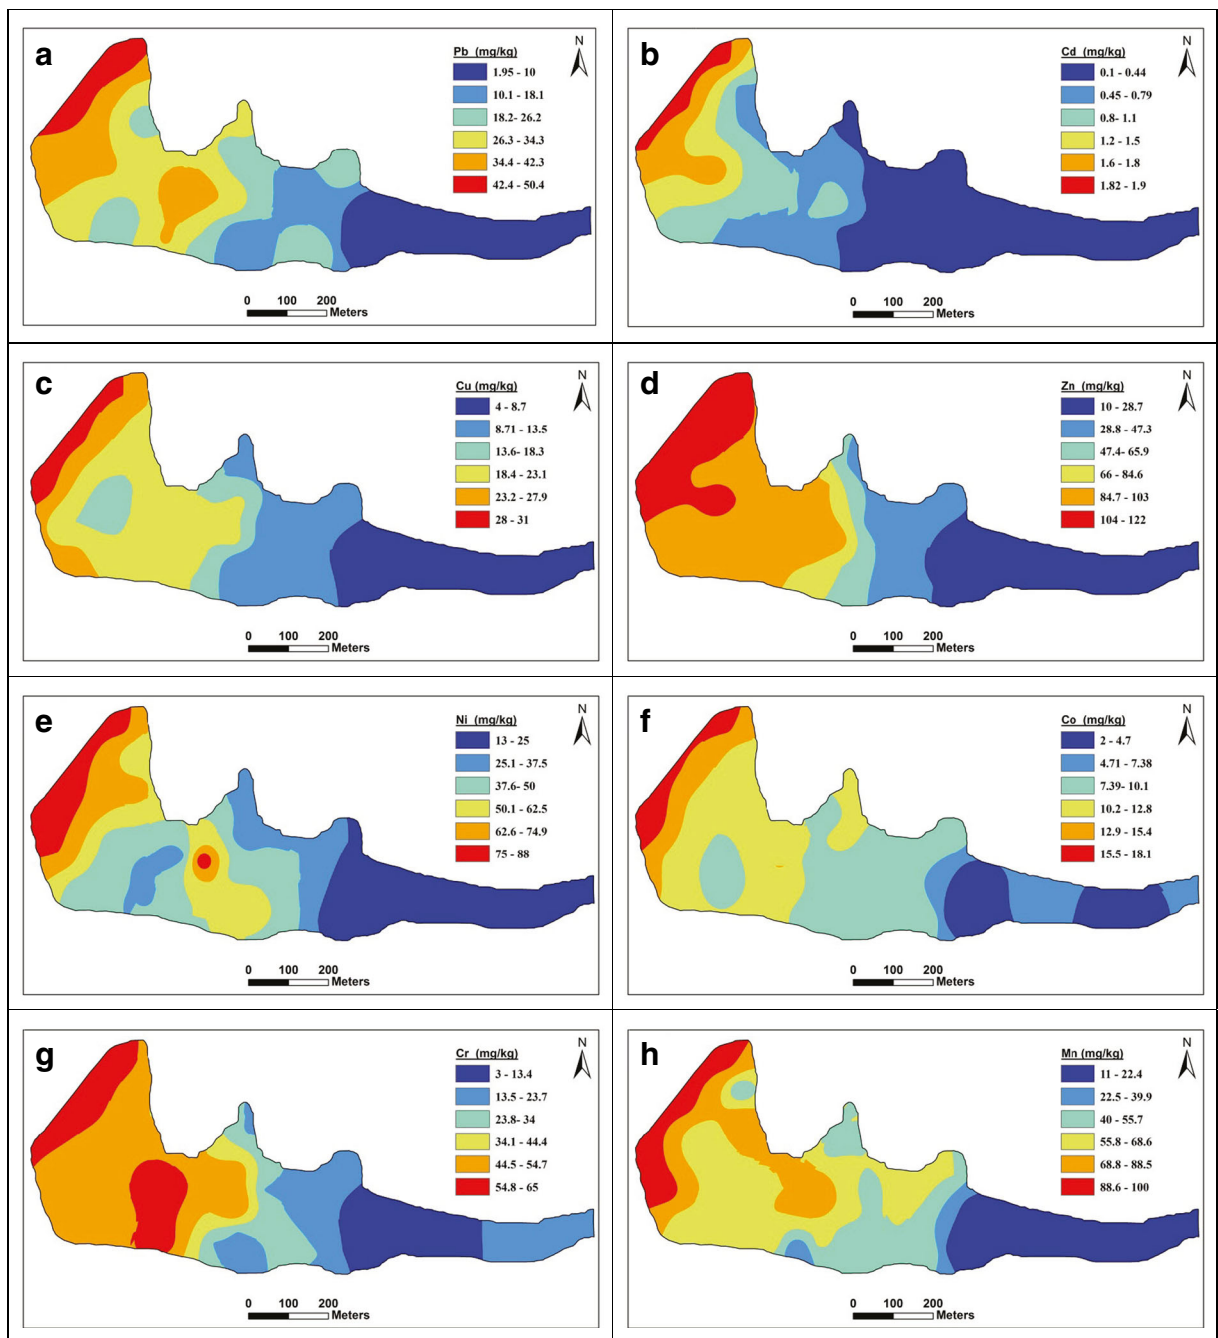 a
N
Pb (mg/kg)
1.95 - 10
10.1 - 18.1
18.2- 26.2
26.3 - 34.3
34.4 - 42.3
42.4 - 50.4
0 100 200
Meters
b
N
Cd (mg/kg)
0.1 - 0.44
0.45 - 0.79
0.8- 1.1
1.2 - 1.5
1.6 - 1.8
1.82 - 1.9
0 100 200
Meters
c
N
Cu (mg/kg)
4 - 8.7
8.71 - 13.5
13.6- 18.3
18.4 - 23.1
23.2 - 27.9
28 - 31
0 100 200
Meters
d
N
Zn (mg/kg)
10 - 28.7
28.8 - 47.3
47.4- 65.9
66 - 84.6
84.7 - 103
104 - 122
0 100 200
Meters
e
N
Ni (mg/kg)
13 - 25
25.1 - 37.5
37.6- 50
50.1 - 62.5
62.6 - 74.9
75 - 88
0 100 200
Meters
f
N
Co (mg/kg)
2 - 4.7
4.71 - 7.38
7.39- 10.1
10.2 - 12.8
12.9 - 15.4
15.5 - 18.1
0 100 200
Meters
g
N
Cr (mg/kg)
3 - 13.4
13.5 - 23.7
23.8- 34
34.1 - 44.4
44.5 - 54.7
54.8 - 65
0 100 200
Meters
h
N
Mn (mg/kg)
11 - 22.4
22.5 - 39.9
40 - 55.7
55.8 - 68.6
68.8 - 88.5
88.6 - 100
0 100 200
Meters